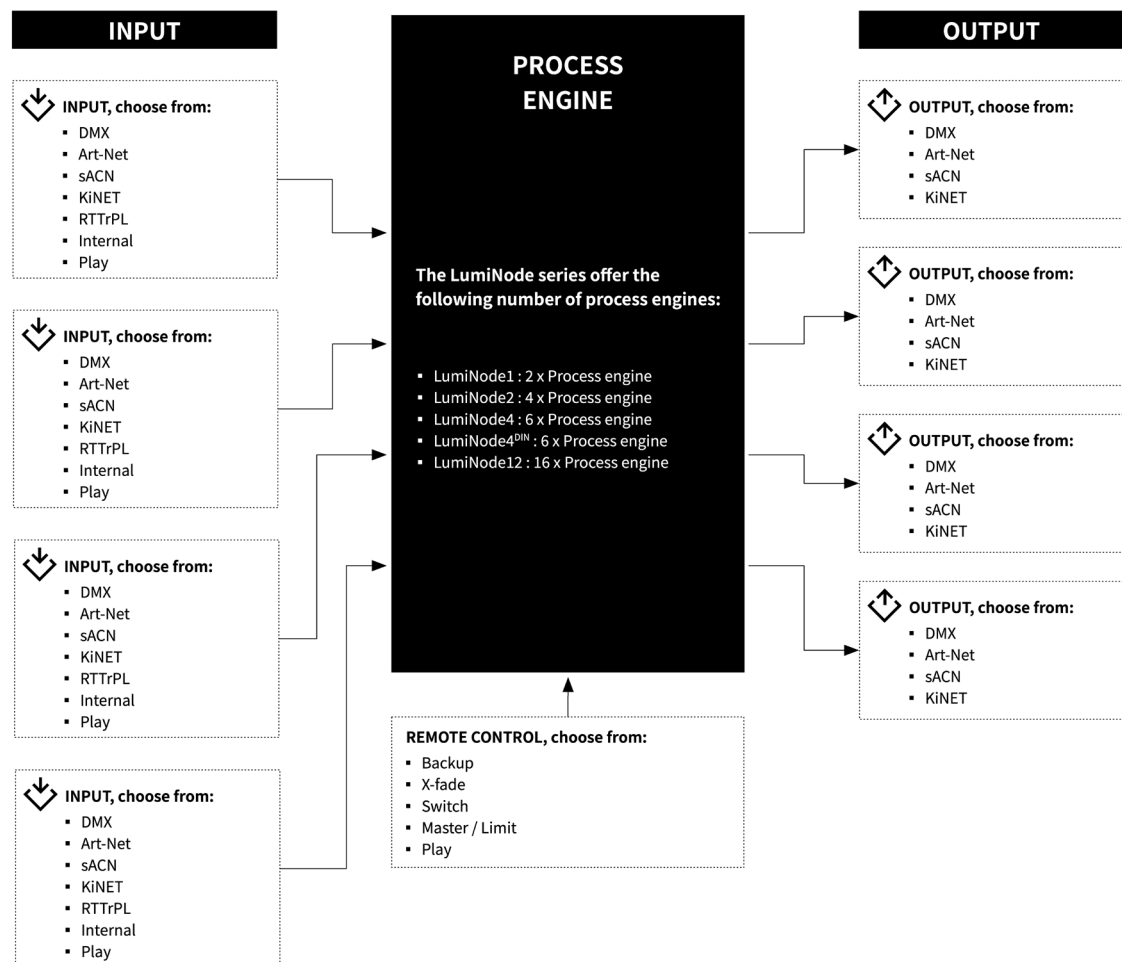 INPUT
INPUT, choose from:
▪ DMX
▪ Art-Net
▪ sACN
▪ KiNET
▪ RTTrPL
▪ Internal
▪ Play
INPUT, choose from:
▪ DMX
▪ Art-Net
▪ sACN
▪ KiNET
▪ RTTrPL
▪ Internal
▪ Play
INPUT, choose from:
▪ DMX
▪ Art-Net
▪ sACN
▪ KiNET
▪ RTTrPL
▪ Internal
▪ Play
INPUT, choose from:
▪ DMX
▪ Art-Net
▪ sACN
▪ KiNET
▪ RTTrPL
▪ Internal
▪ Play
PROCESS
ENGINE
The LumiNode series offer the
following number of process engines:
▪ LumiNode1 : 2 x Process engine
▪ LumiNode2 : 4 x Process engine
▪ LumiNode4 : 6 x Process engine
▪ LumiNode4DIN : 6 x Process engine
▪ LumiNode12 : 16 x Process engine
REMOTE CONTROL, choose from:
▪ Backup
▪ X-fade
▪ Switch
▪ Master / Limit
▪ Play
OUTPUT
OUTPUT, choose from:
▪ DMX
▪ Art-Net
▪ sACN
▪ KiNET
OUTPUT, choose from:
▪ DMX
▪ Art-Net
▪ sACN
▪ KiNET
OUTPUT, choose from:
▪ DMX
▪ Art-Net
▪ sACN
▪ KiNET
OUTPUT, choose from:
▪ DMX
▪ Art-Net
▪ sACN
▪ KiNET